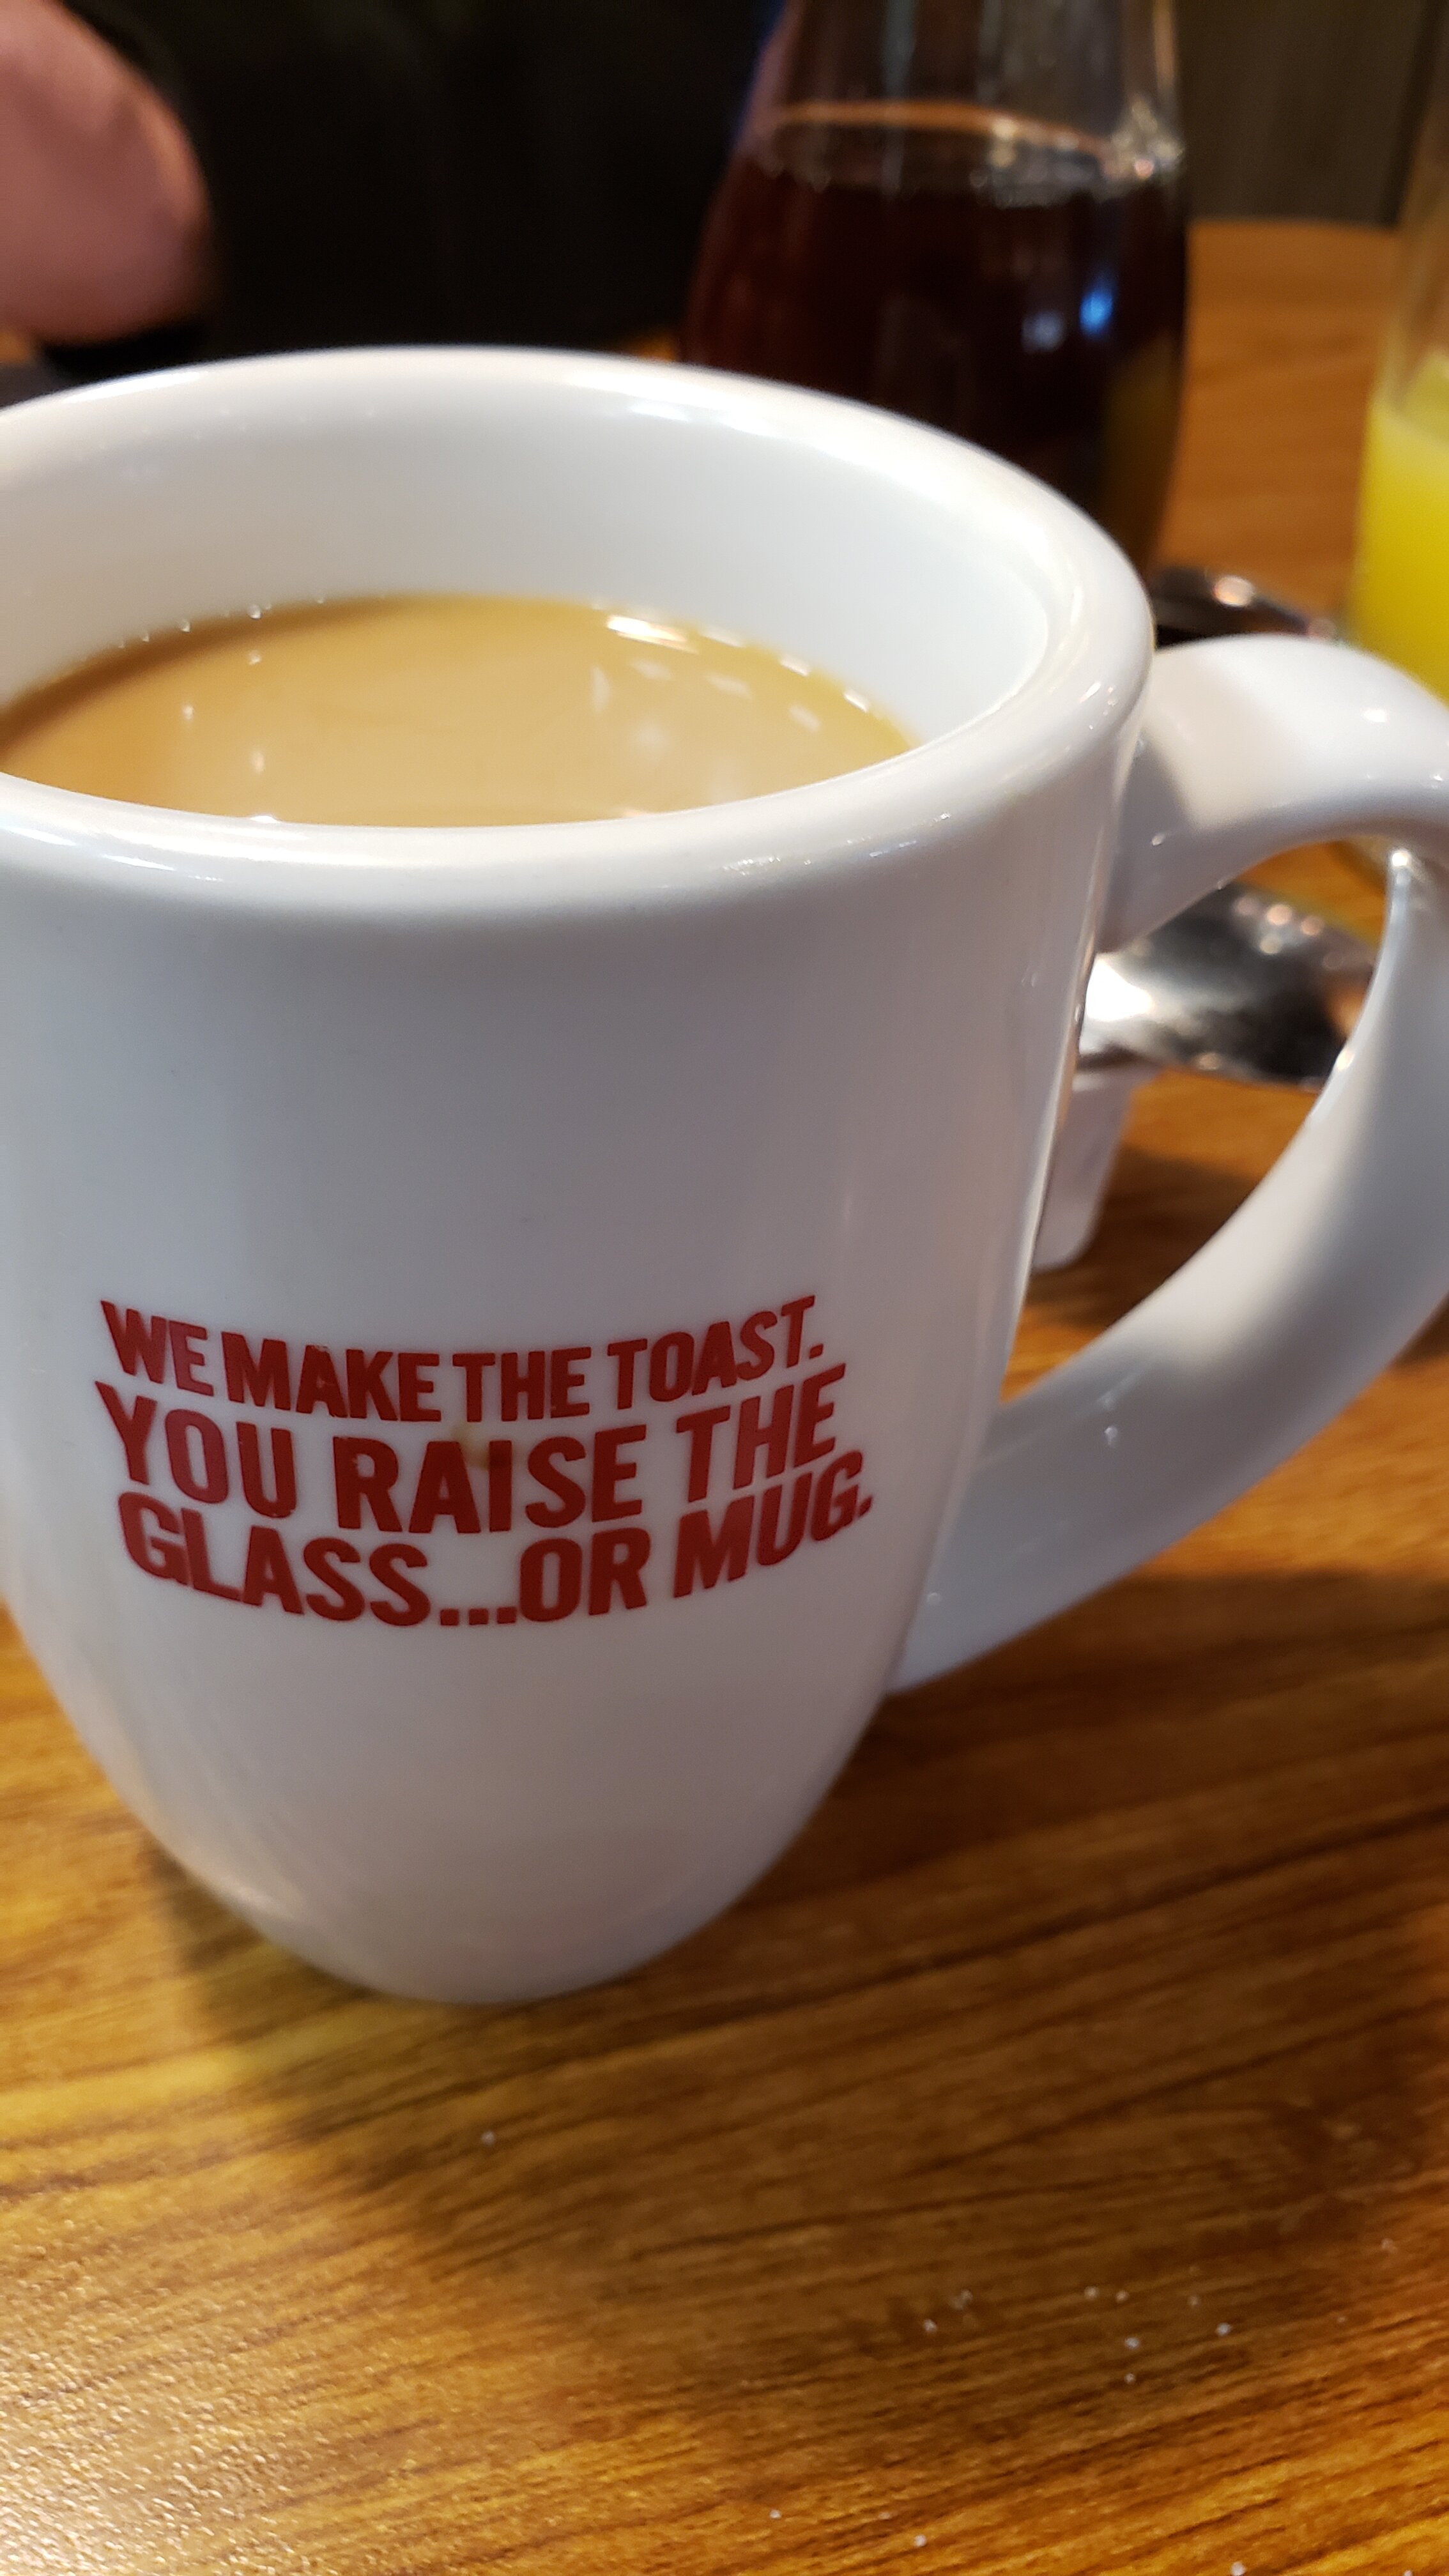 WE MAKE THE TOAST.
YOU RAISE THE
GLASS...OR MUG.